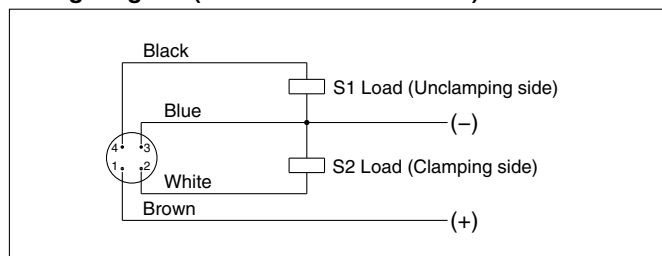 Black
S1 Load (Unclamping side)
Blue
(−)
4 3
1 2
S2 Load (Clamping side)
White
Brown
(+)